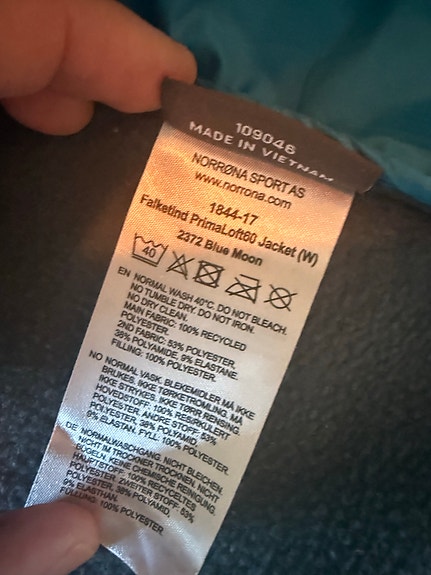 109046
MADE IN VIETNAM
NORRØNA SPORT AS
www.norrona.com
1844-17
Falketind PrimaLoft60 Jacket (W)
2372 Blue Moon
40
EN NORMAL WASH 40°C. DO NOT BLEACH.
NO TUMBLE DRY. DO NOT IRON.
NO DRY CLEAN.
MAIN FABRIC: 100% RECYCLED
POLYESTER.
2ND FABRIC: 53% POLYESTER,
38% POLYAMIDE, 9% ELASTANE.
FILLING: 100% POLYESTER.
NO NORMAL VASK. BLEKEMIDLER MÅ IKKE
BRUKES. IKKE TØRKETROMLING. MÅ
IKKE STRYKES. IKKE TØRR RENSING.
HOVEDSTOFF: 100% RESIRKULERT
POLYESTER. ANDRE STOFF: 53%
POLYESTER, 38% POLYAMID,
9% ELASTAN. FYLL: 100% POLYESTER.
DE NORMALWASCHGANG. NICHT BLEICHEN.
NICHT IM TROCKNER TROCKNEN. NICHT
BÜGELN. KEINE CHEMISCHE REINIGUNG.
HAUPTSTOFF: 100% RECYCELTES
POLYESTER. ZWEITER STOFF: 53%
POLYESTER, 38% POLYAMID,
9% ELASTHAN.
FÜLLUNG: 100% POLYESTER.